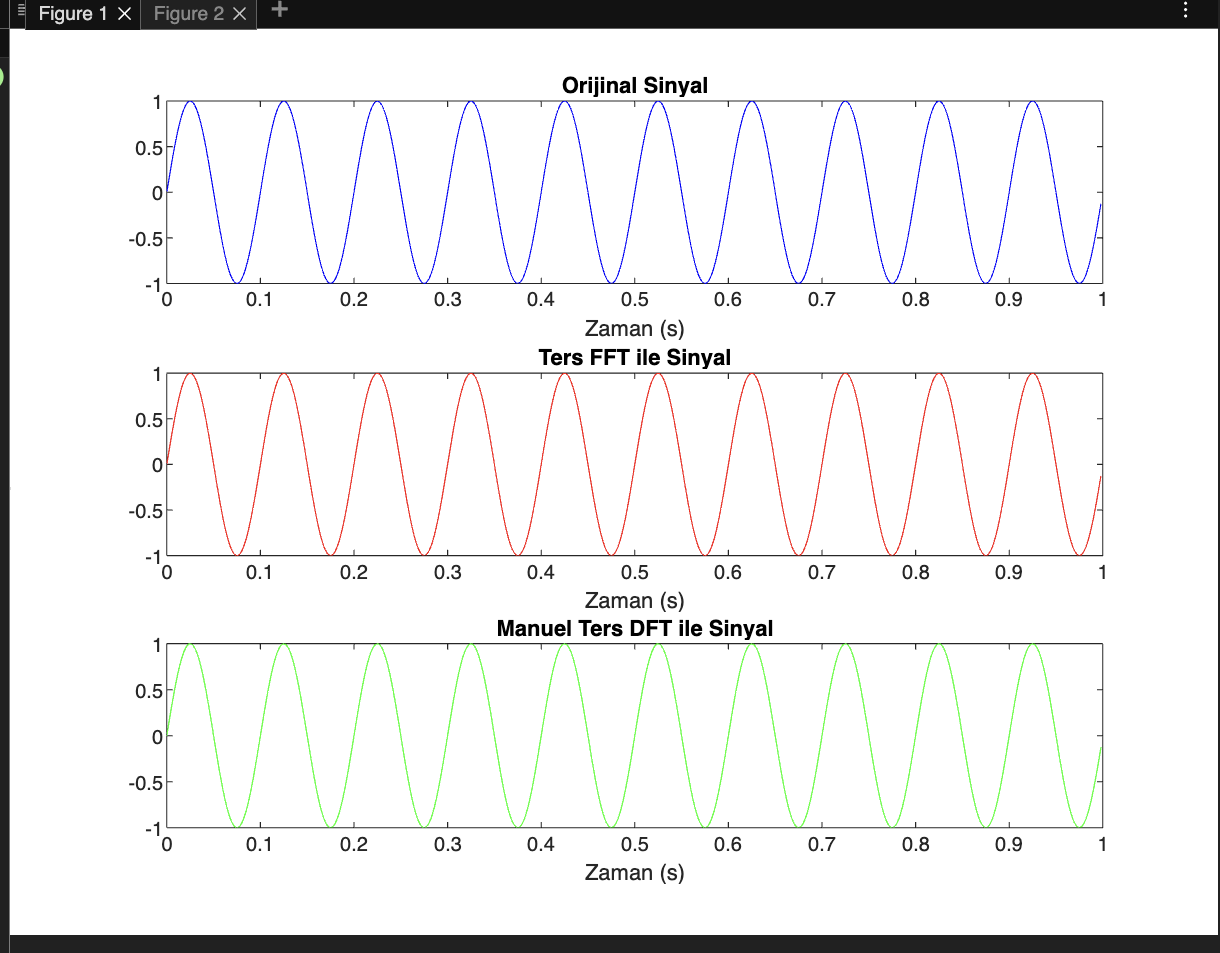 Figure 1 × Figure 2 × +
Orijinal Sinyal
1
0.5
0
-0.5
-1
0 0.1 0.2 0.3 0.4 0.5 0.6 0.7 0.8 0.9 1
Zaman (s)
Ters FFT ile Sinyal
1
0.5
0
-0.5
-1
0 0.1 0.2 0.3 0.4 0.5 0.6 0.7 0.8 0.9 1
Zaman (s)
Manuel Ters DFT ile Sinyal
1
0.5
0
-0.5
-1
0 0.1 0.2 0.3 0.4 0.5 0.6 0.7 0.8 0.9 1
Zaman (s)